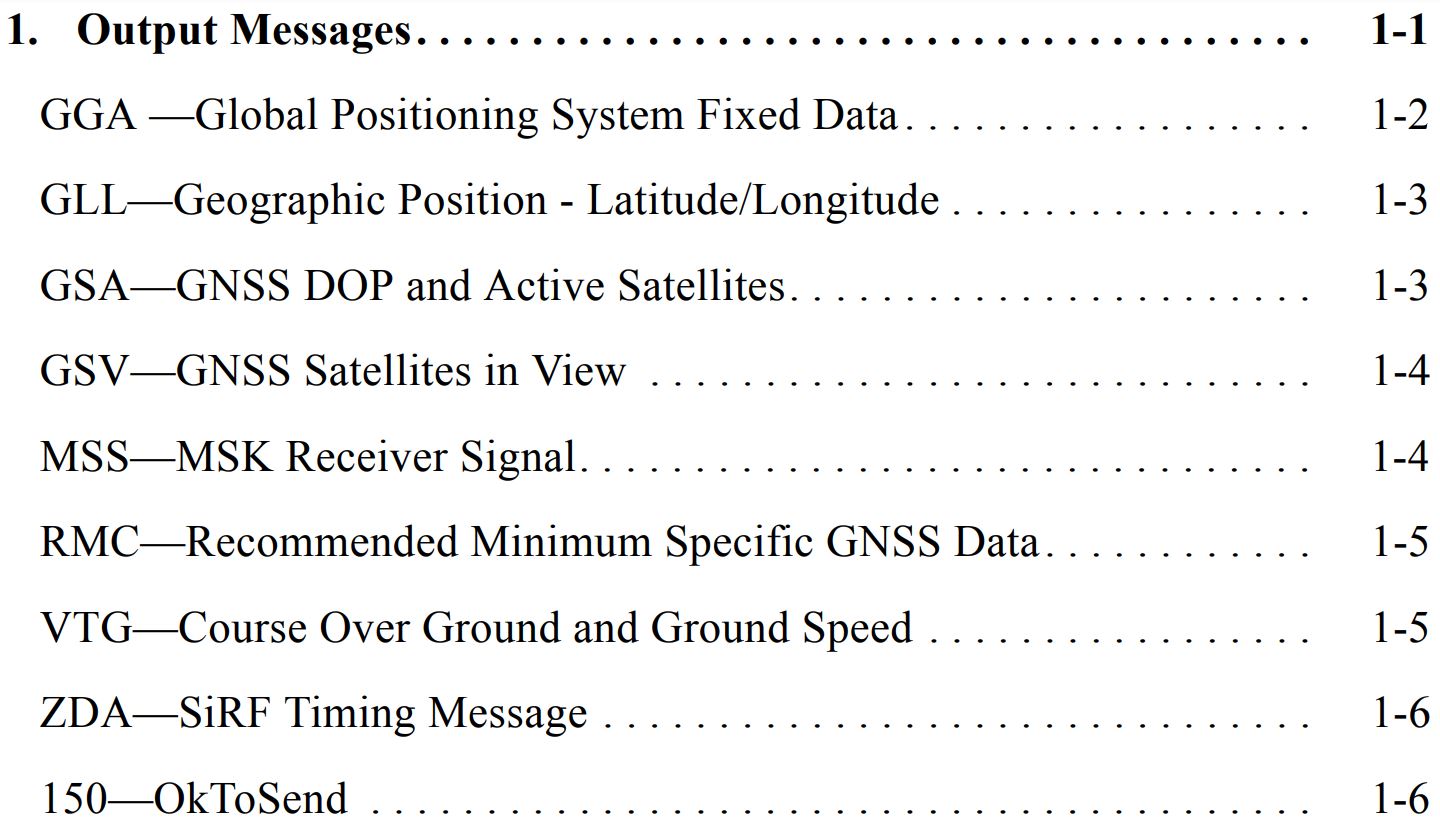 1. Output Messages. . . . . . . . . . . . . . . . . . . . . . . . . . . . . . . . . . . . . . . 1-1
GGA —Global Positioning System Fixed Data. . . . . . . . . . . . . . . . . . 1-2
GLL—Geographic Position - Latitude/Longitude . . . . . . . . . . . . . . . . 1-3
GSA—GNSS DOP and Active Satellites. . . . . . . . . . . . . . . . . . . . . . . 1-3
GSV—GNSS Satellites in View . . . . . . . . . . . . . . . . . . . . . . . . . . . . . 1-4
MSS—MSK Receiver Signal. . . . . . . . . . . . . . . . . . . . . . . . . . . . . . . . 1-4
RMC—Recommended Minimum Specific GNSS Data. . . . . . . . . . . . 1-5
VTG—Course Over Ground and Ground Speed . . . . . . . . . . . . . . . . . 1-5
ZDA—SiRF Timing Message . . . . . . . . . . . . . . . . . . . . . . . . . . . . . . . 1-6
150—OkToSend . . . . . . . . . . . . . . . . . . . . . . . . . . . . . . . . . . . . . . . . . 1-6